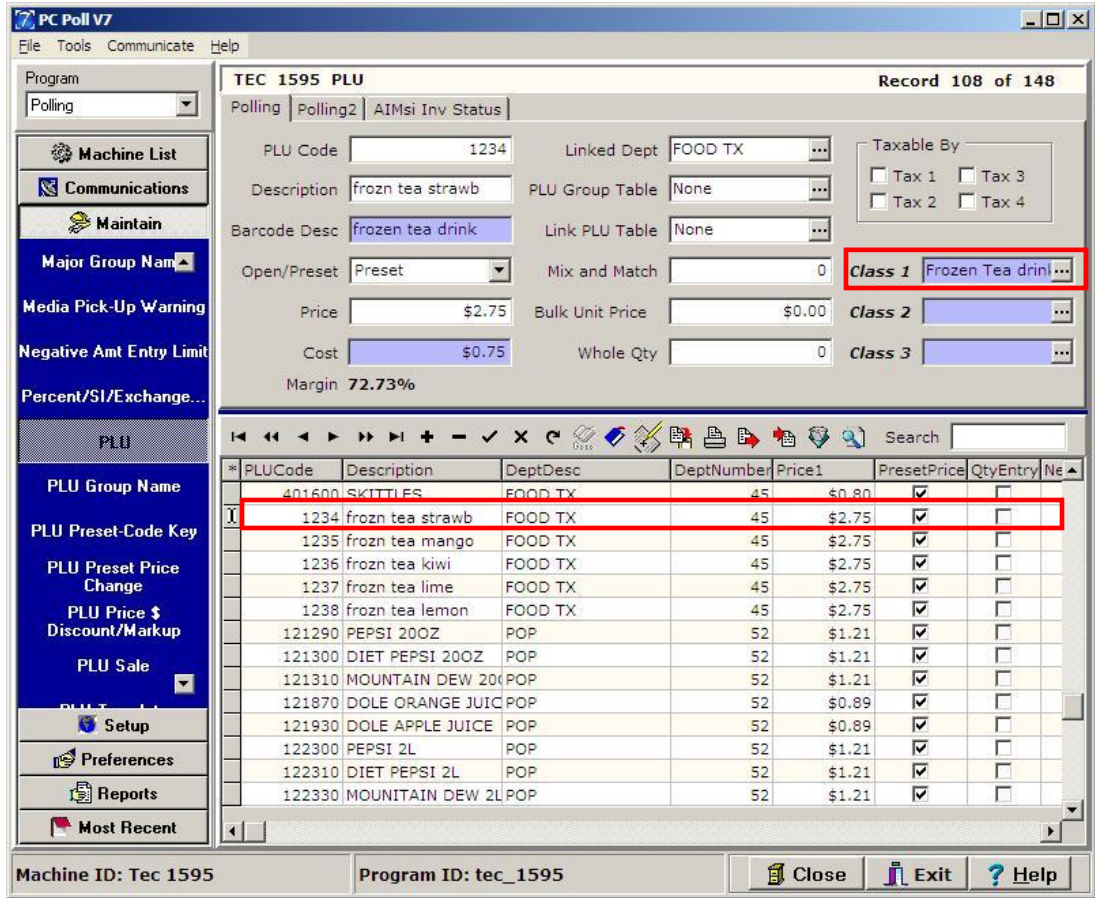 PC Poll V7
File Tools Communicate Help
Program
Polling
Machine List
Communications
Maintain
Major Group Nam
Media Pick-Up Warning
Negative Amt Entry Limit
Percent/SI/Exchange...
PLU
PLU Group Name
PLU Preset-Code Key
PLU Preset Price
Change
PLU Price $
Discount/Markup
PLU Sale
Setup
Preferences
Reports
Most Recent
TEC 1595 PLU Record 108 of 148
Polling Polling2 AIMsi Inv Status
PLU Code 1234 Linked Dept FOOD TX ... Taxable By
Tax 1 Tax 3
Description frozn tea strawb PLU Group Table None ...
Tax 2 Tax 4
Barcode Desc frozen tea drink Link PLU Table None ...
Open/Preset Preset Mix and Match 0 Class 1 Frozen Tea drink ...
Price $2.75 Bulk Unit Price $0.00 Class 2 ...
Cost $0.75 Whole Qty 0 Class 3 ...
Margin 72.73%
Search
* PLUCode Description DeptDesc DeptNumber Price1 PresetPrice QtyEntry Ne
401600 SKITTLES FOOD TX 45 $0.80
1234 frozn tea strawb FOOD TX 45 $2.75
1235 frozn tea mango FOOD TX 45 $2.75
1236 frozn tea kiwi FOOD TX 45 $2.75
1237 frozn tea lime FOOD TX 45 $2.75
1238 frozn tea lemon FOOD TX 45 $2.75
121290 PEPSI 20OZ POP 52 $1.21
121300 DIET PEPSI 20OZ POP 52 $1.21
121310 MOUNTAIN DEW 20( POP 52 $1.21
121870 DOLE ORANGE JUIC POP 52 $0.89
121930 DOLE APPLE JUICE POP 52 $0.89
122300 PEPSI 2L POP 52 $1.21
122310 DIET PEPSI 2L POP 52 $1.21
122330 MOUNITAIN DEW 2L POP 52 $1.21
Machine ID: Tec 1595 Program ID: tec_1595 Close Exit Help